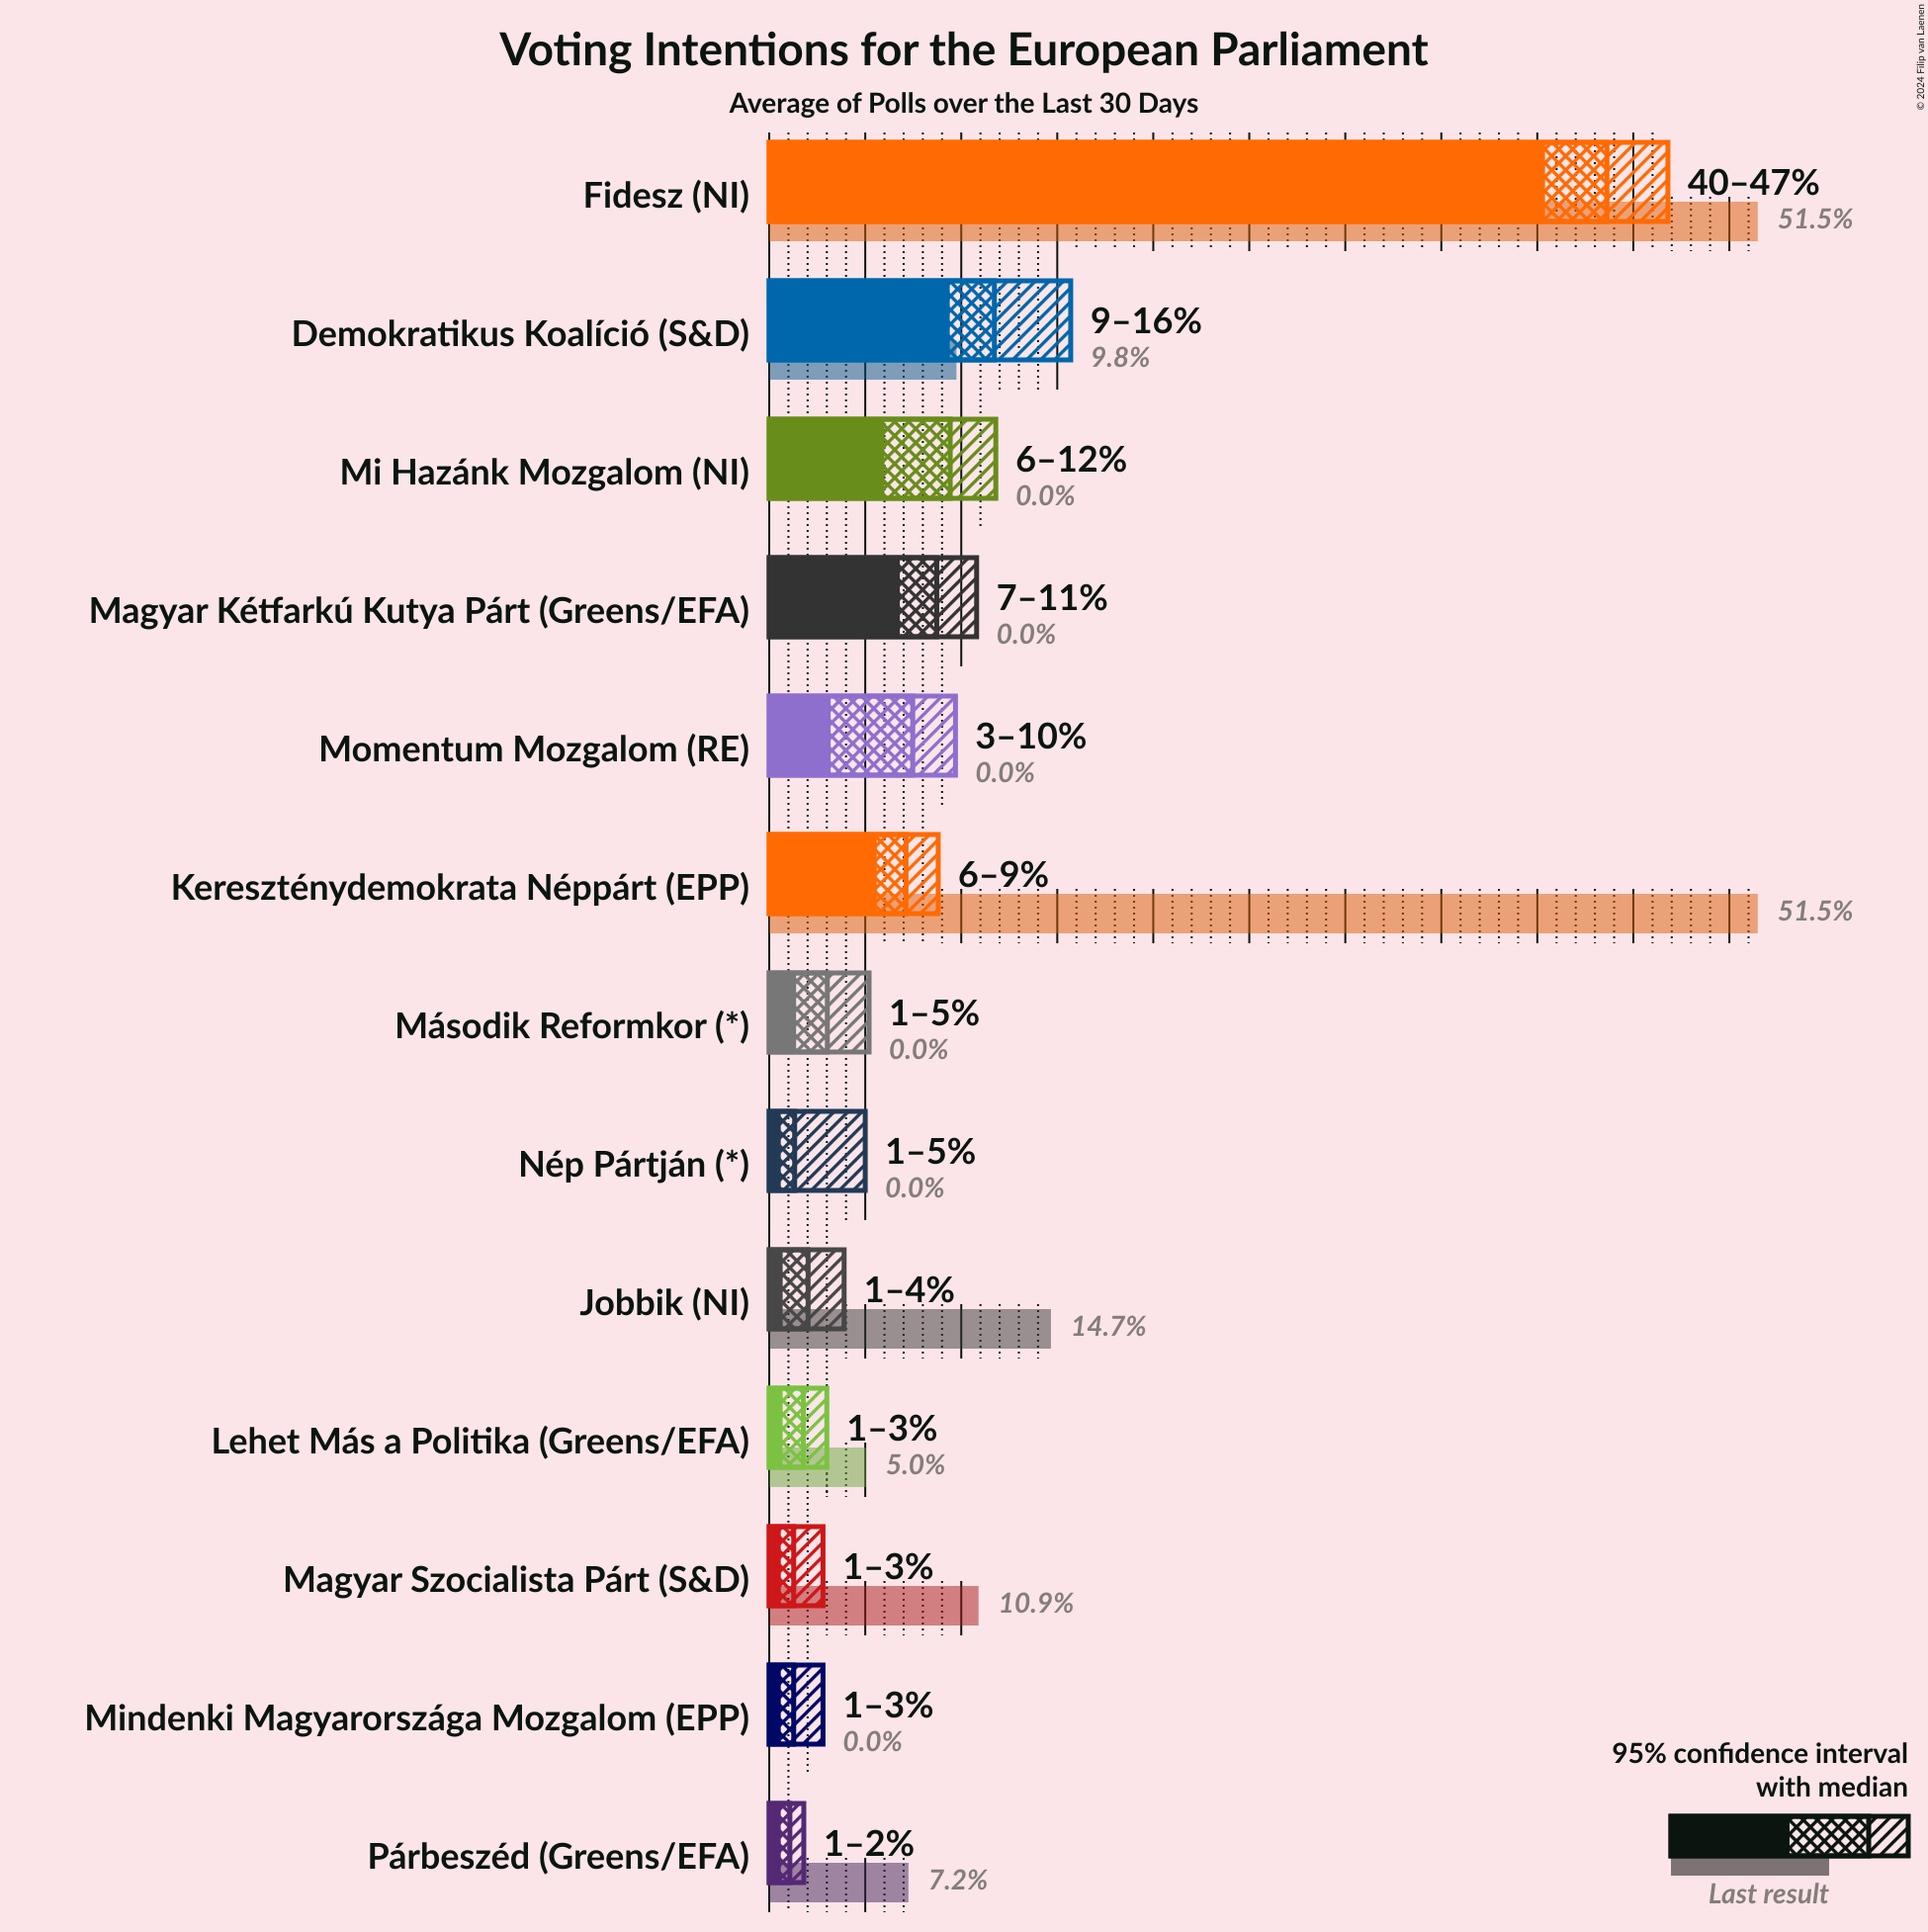 Voting Intentions for the European Parliament
Average of Polls over the Last 30 Days
© 2024 Filip van Laenen
Fidesz (NI)
40–47%
51.5%
Demokratikus Koalíció (S&D)
9–16%
9.8%
Mi Hazánk Mozgalom (NI)
6–12%
0.0%
Magyar Kétfarkú Kutya Párt (Greens/EFA)
7–11%
0.0%
Momentum Mozgalom (RE)
3–10%
0.0%
Kereszténydemokrata Néppárt (EPP)
6–9%
51.5%
Második Reformkor (*)
1–5%
0.0%
Nép Pártján (*)
1–5%
0.0%
Jobbik (NI)
1–4%
14.7%
Lehet Más a Politika (Greens/EFA)
1–3%
5.0%
Magyar Szocialista Párt (S&D)
1–3%
10.9%
Mindenki Magyarországa Mozgalom (EPP)
1–3%
0.0%
Párbeszéd (Greens/EFA)
1–2%
7.2%
95% confidence interval
with median
Last result